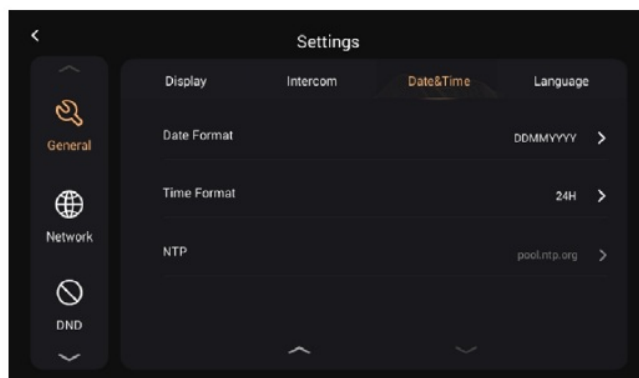 Settings
Display Intercom Date&Time Language
General
Date Format DDMMYYYY
Time Format 24H
Network
NTP pool.ntp.org
DND